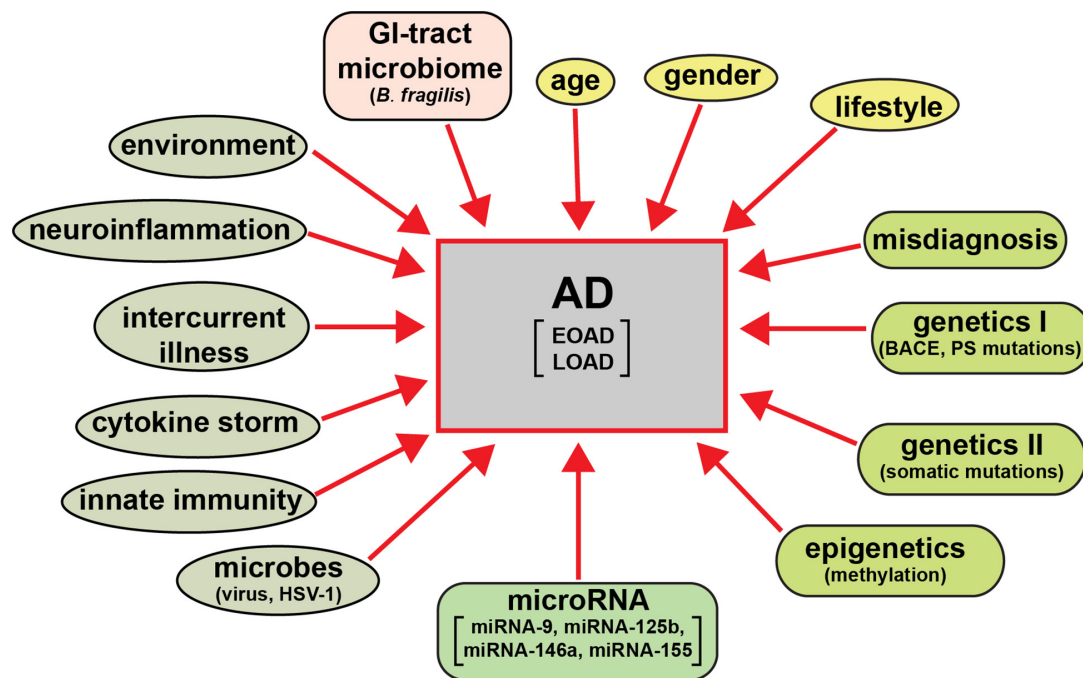 GI-tract
microbiome
(B. fragilis)
age
gender
lifestyle
environment
neuroinflammation
intercurrent
illness
cytokine storm
innate immunity
microbes
(virus, HSV-1)
AD
[EOAD
LOAD]
misdiagnosis
genetics I
(BACE, PS mutations)
genetics II
(somatic mutations)
epigenetics
(methylation)
microRNA
[miRNA-9, miRNA-125b,
miRNA-146a, miRNA-155]